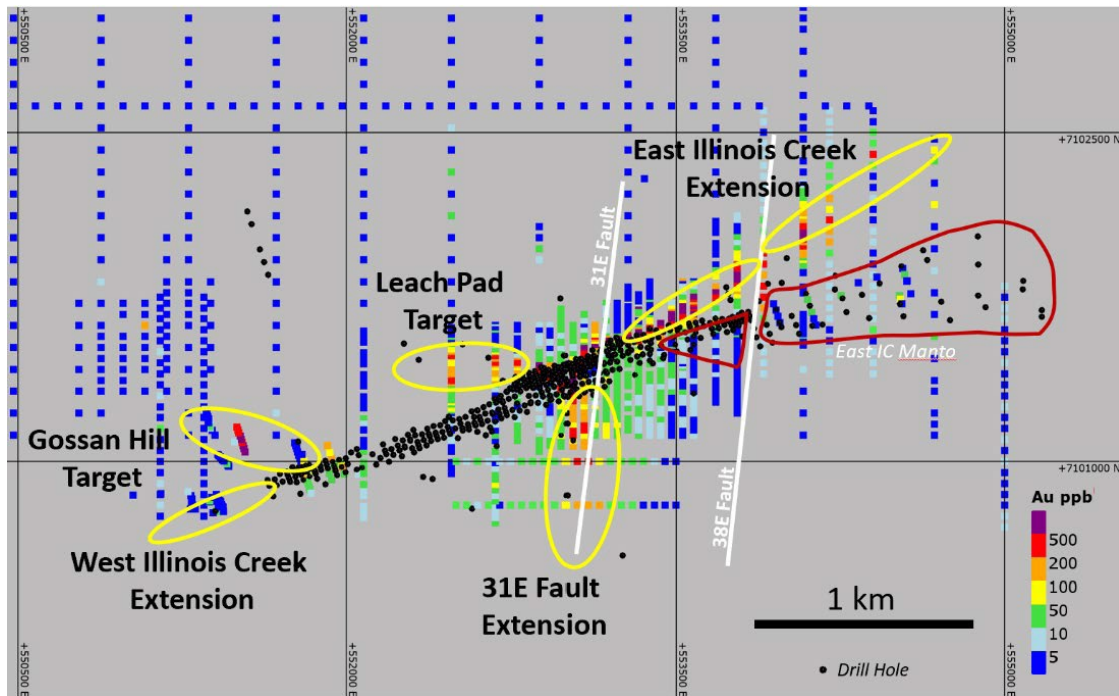 +550500 E
+552000 E
+553500 E
+555000 E
+7102500 N
East Illinois Creek
Extension
31E Fault
Leach Pad
Target
East IC Manto
Gossan Hill
Target
+7101000 N
38E Fault
Au ppb
500
200
100
50
10
5
West Illinois Creek
Extension
31E Fault
Extension
1 km
Drill Hole
+550500 E
+552000 E
+553500 E
+555000 E